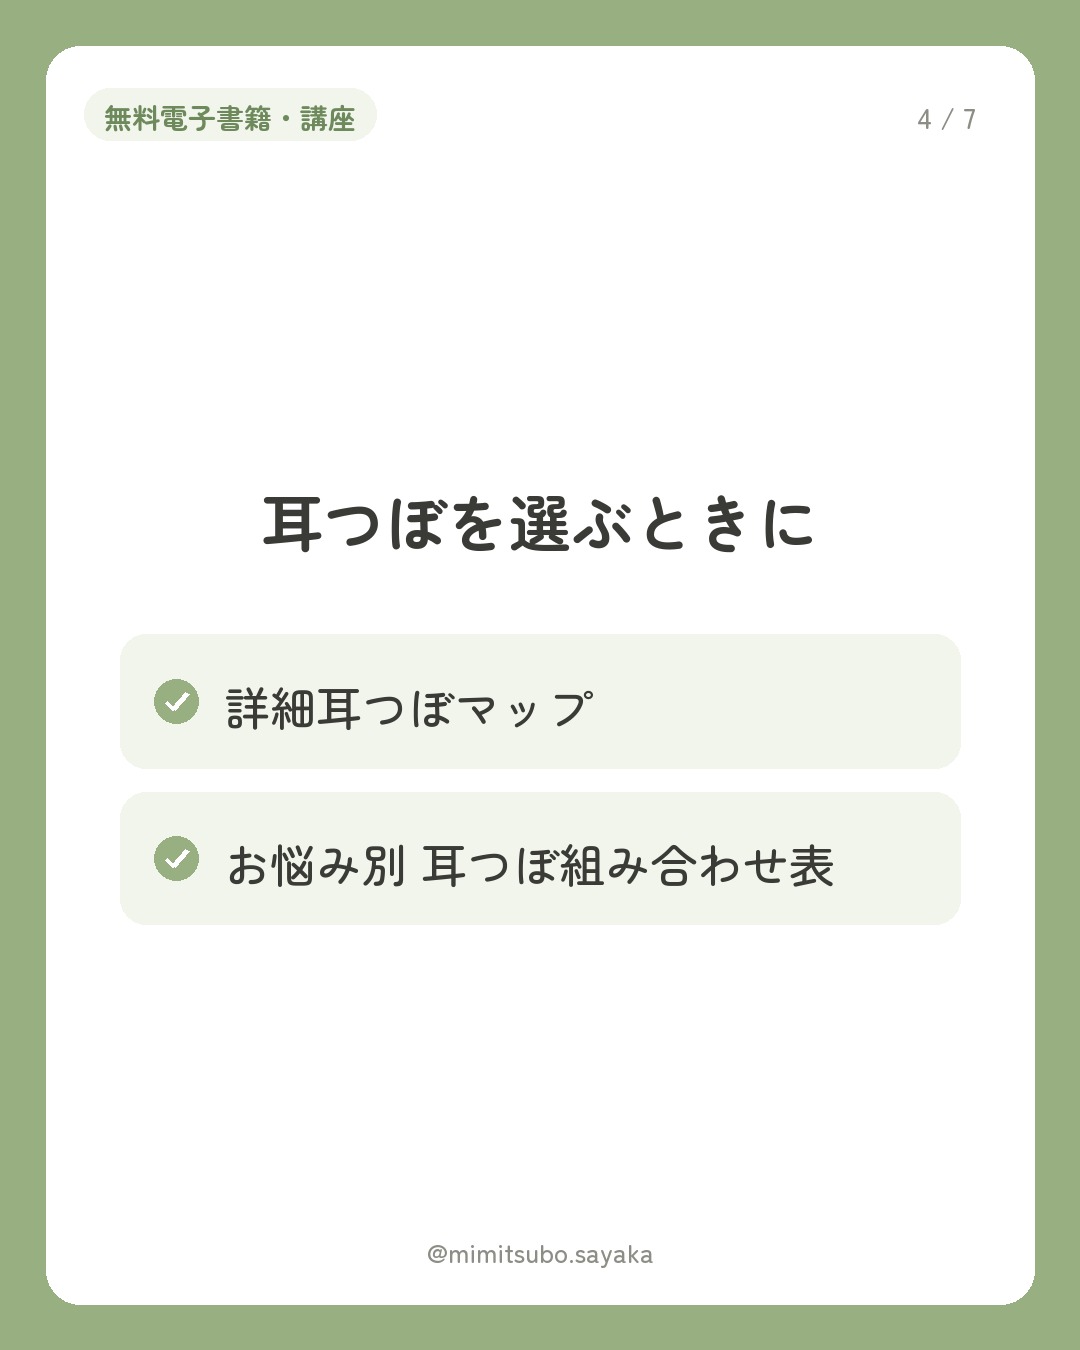 無料電子書籍・講座
4 / 7
耳つぼを選ぶときに
詳細耳つぼマップ
お悩み別 耳つぼ組み合わせ表
@mimitsubo.sayaka